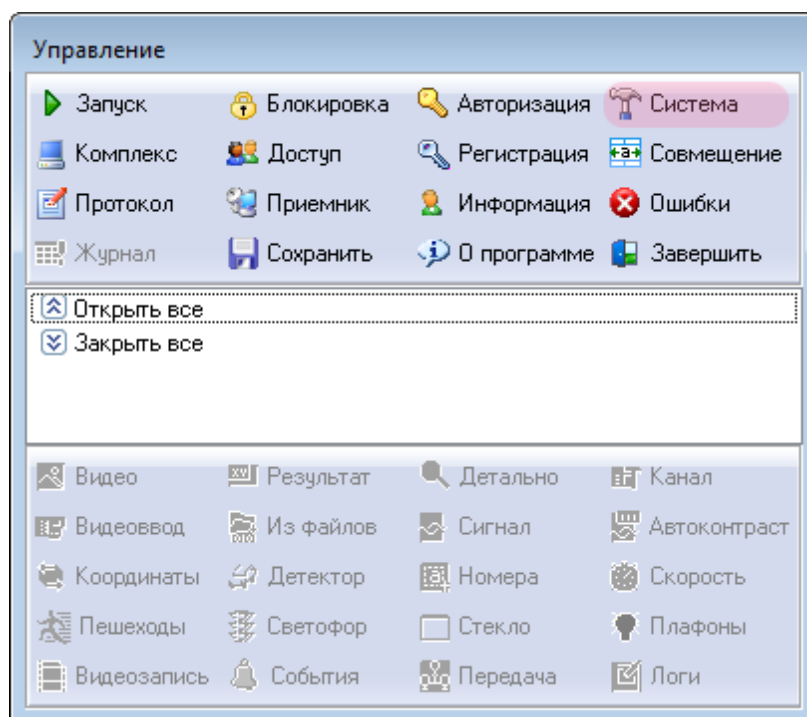 Управление
Запуск Блокировка Авторизация Система
Комплекс Доступ Регистрация Совмещение
Протокол Приемник Информация Ошибки
Журнал Сохранить О программе Завершить
Открыть все
Закрыть все
Видео Результат Детально Канал
Видеоввод Из файлов Сигнал Автоконтраст
Координаты Детектор Номера Скорость
Пешеходы Светофор Стекло Плафоны
Видеозапись События Передача Логи